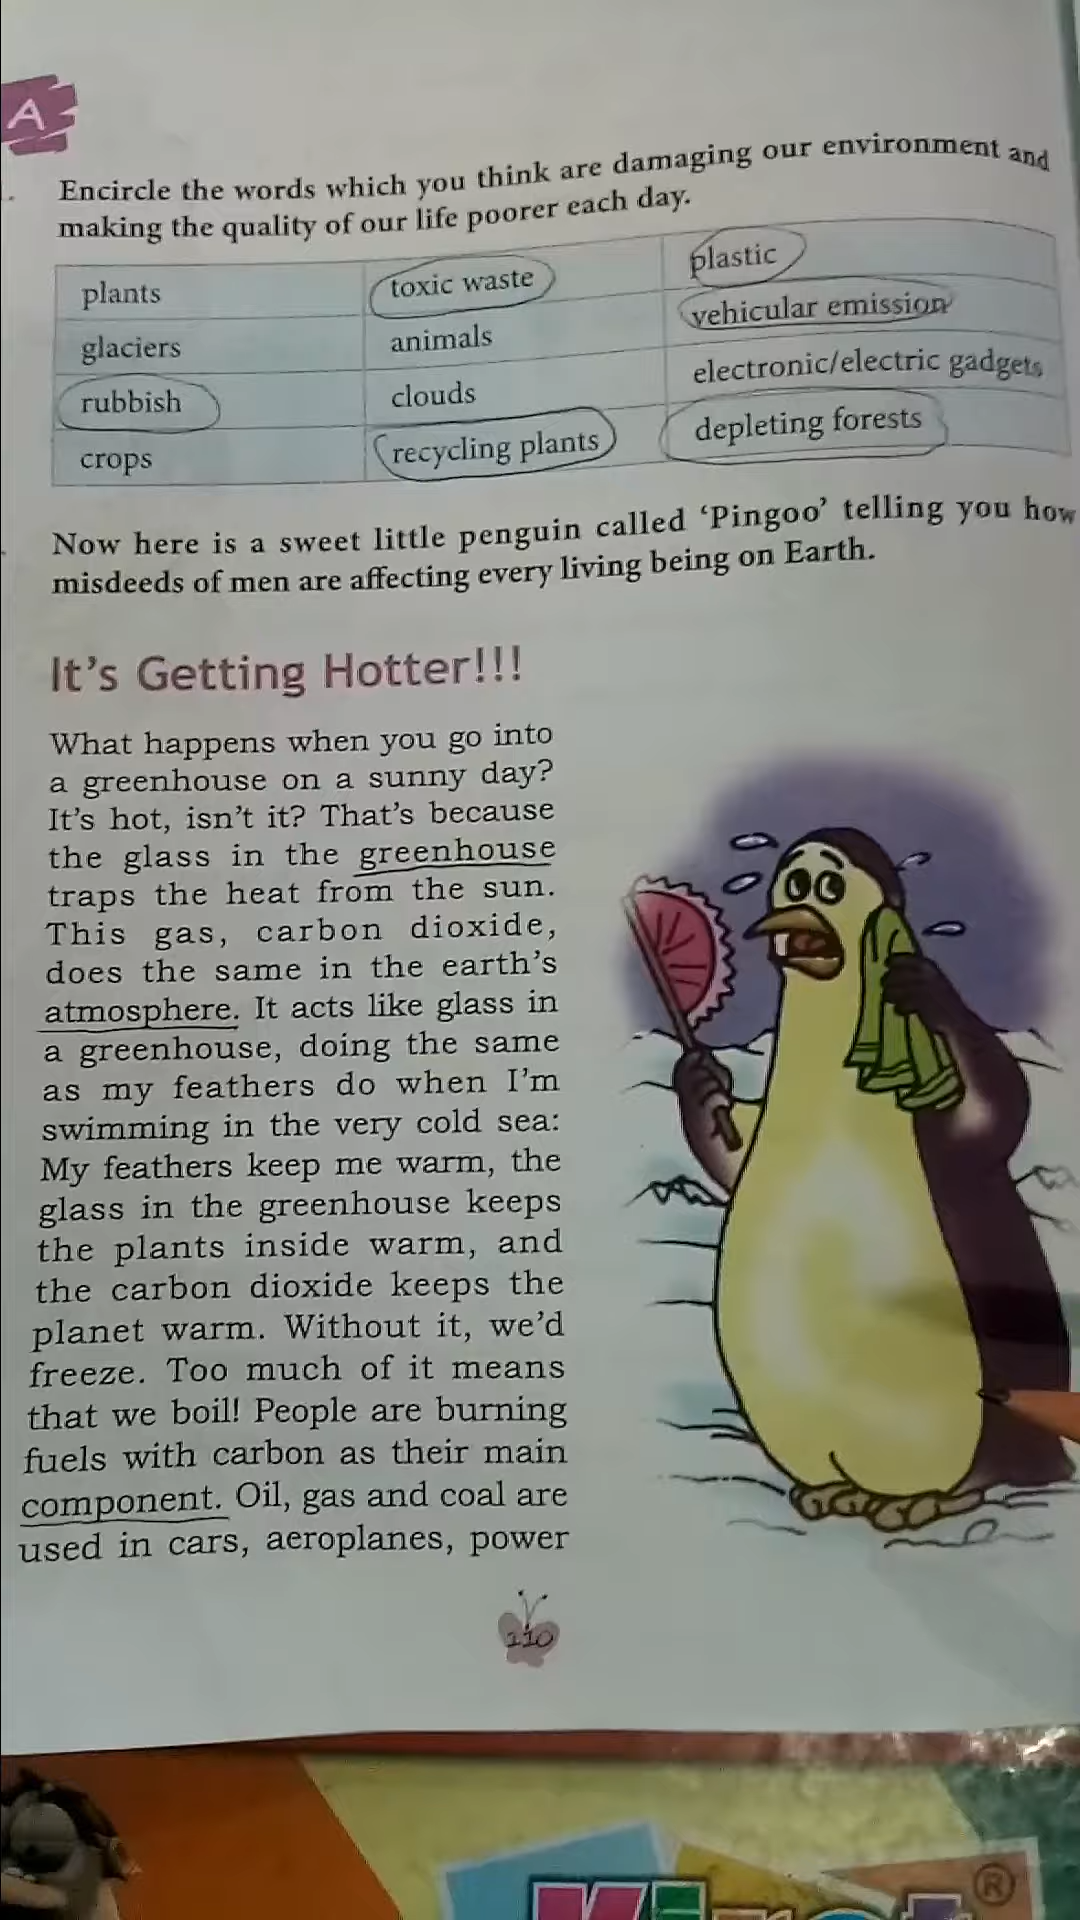 A
Encircle the words which you think are damaging our environment and
making the quality of our life poorer each day.
plants toxic waste plastic
glaciers animals vehicular emission
rubbish clouds electronic/electric gadgets
crops recycling plants depleting forests
Now here is a sweet little penguin called ‘Pingoo’ telling you how
misdeeds of men are affecting every living being on Earth.
It’s Getting Hotter!!!
What happens when you go into
a greenhouse on a sunny day?
It’s hot, isn’t it? That’s because
the glass in the greenhouse
traps the heat from the sun.
This gas, carbon dioxide,
does the same in the earth’s
atmosphere. It acts like glass in
a greenhouse, doing the same
as my feathers do when I’m
swimming in the very cold sea:
My feathers keep me warm, the
glass in the greenhouse keeps
the plants inside warm, and
the carbon dioxide keeps the
planet warm. Without it, we’d
freeze. Too much of it means
that we boil! People are burning
fuels with carbon as their main
component. Oil, gas and coal are
used in cars, aeroplanes, power
110
®